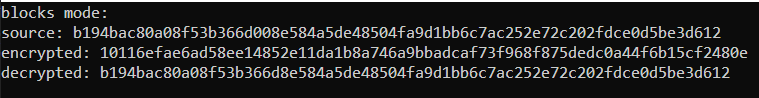 blocks mode:
source: b194bac80a08f53b366d008e584a5de48504fa9d1bb6c7ac252e72c202fdce0d5be3d612
encrypted: 10116efae6ad58ee14852e11da1b8a746a9bbadcaf73f968f875dedc0a44f6b15cf2480e
decrypted: b194bac80a08f53b366d8e584a5de48504fa9d1bb6c7ac252e72c202fdce0d5be3d612